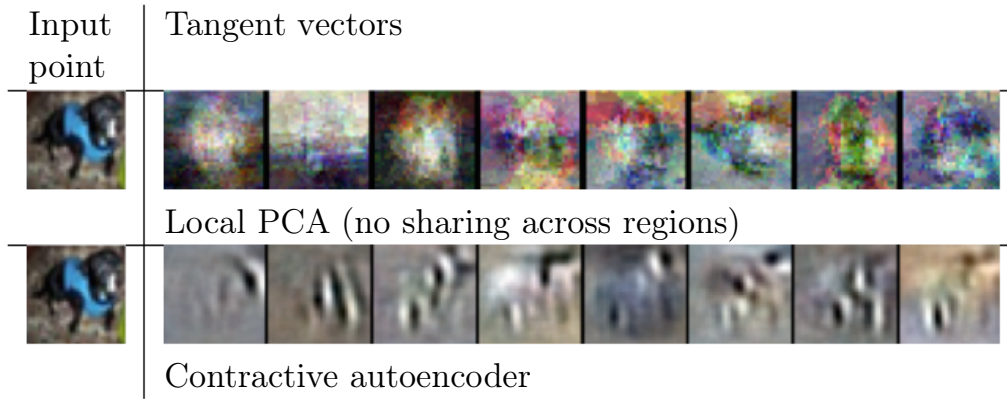 Input
point
Tangent vectors
Local PCA (no sharing across regions)
Contractive autoencoder